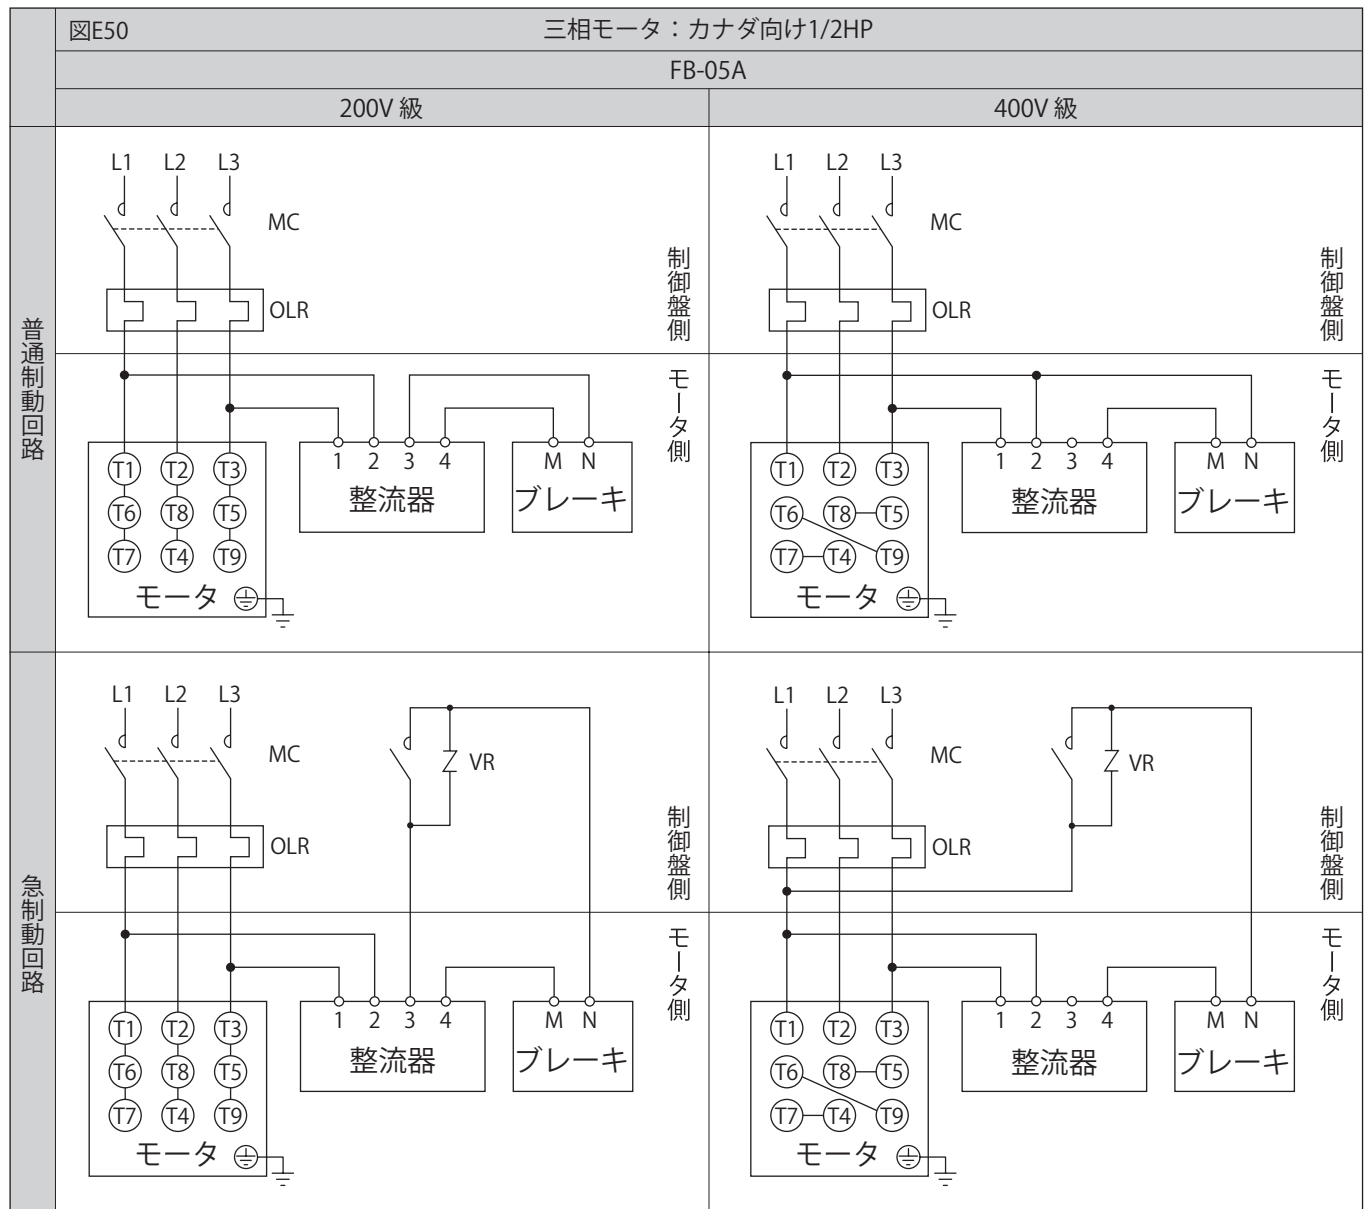 図E50
三相モータ：カナダ向け1/2HP
FB-05A
200V 級
400V 級
普通制動回路
L1 L2 L3
MC
OLR
制御盤側
モータ側
1 2 3 4
整流器
M N
ブレーキ
T1 T2 T3
T6 T8 T5
T7 T4 T9
モータ
L1 L2 L3
MC
OLR
制御盤側
モータ側
1 2 3 4
整流器
M N
ブレーキ
T1 T2 T3
T6 T8 T5
T7 T4 T9
モータ
急制動回路
L1 L2 L3
MC
VR
OLR
制御盤側
モータ側
1 2 3 4
整流器
M N
ブレーキ
T1 T2 T3
T6 T8 T5
T7 T4 T9
モータ
L1 L2 L3
MC
VR
OLR
制御盤側
モータ側
1 2 3 4
整流器
M N
ブレーキ
T1 T2 T3
T6 T8 T5
T7 T4 T9
モータ